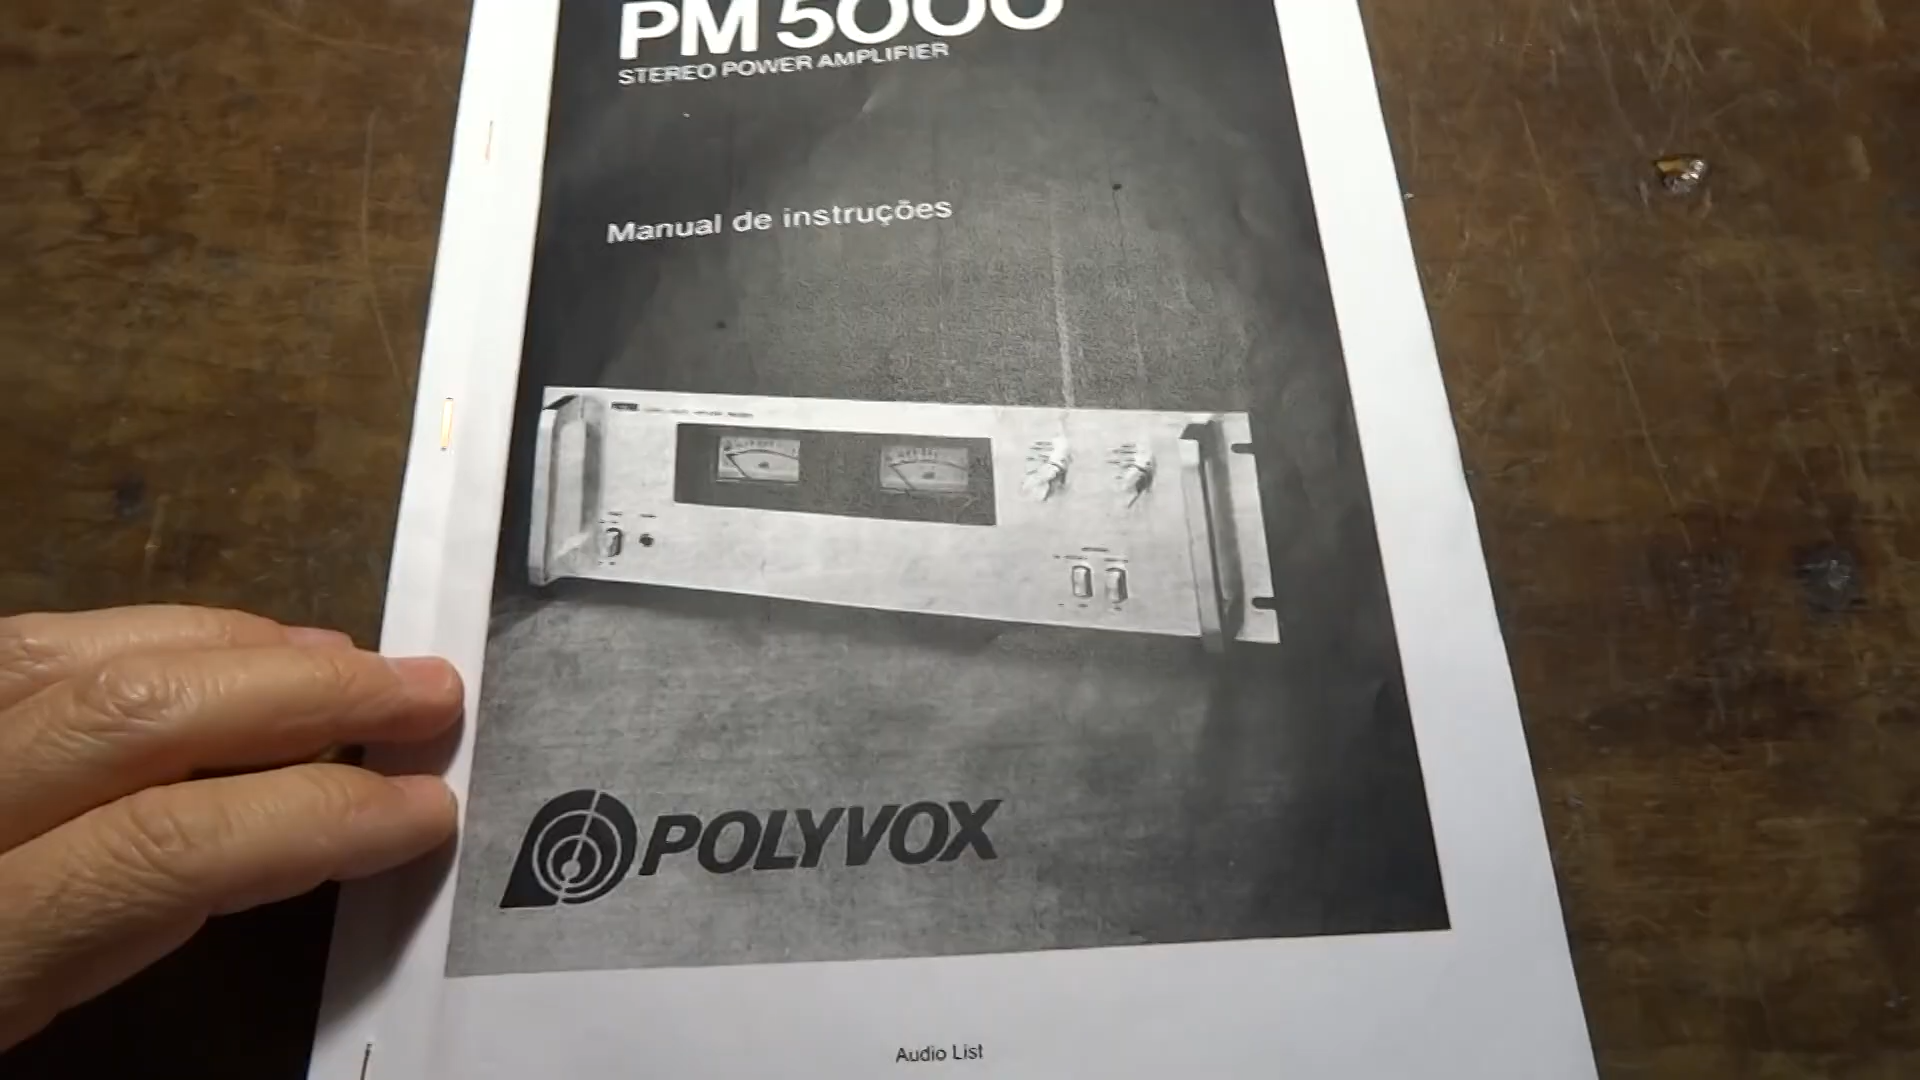 PM 5000
STEREO POWER AMPLIFIER
Manual de instruções
POLYVOX
Audio List